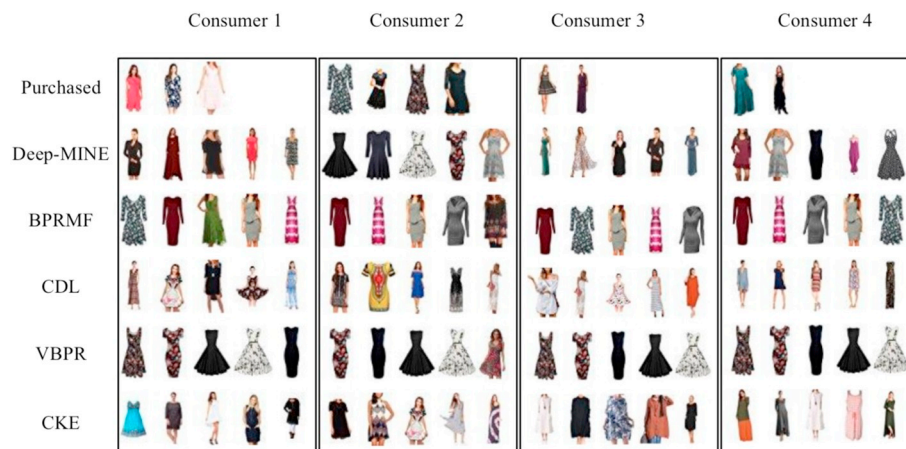 Consumer 1 Consumer 2 Consumer 3 Consumer 4
Purchased
Deep-MINE
BPRMF
CDL
VBPR
CKE